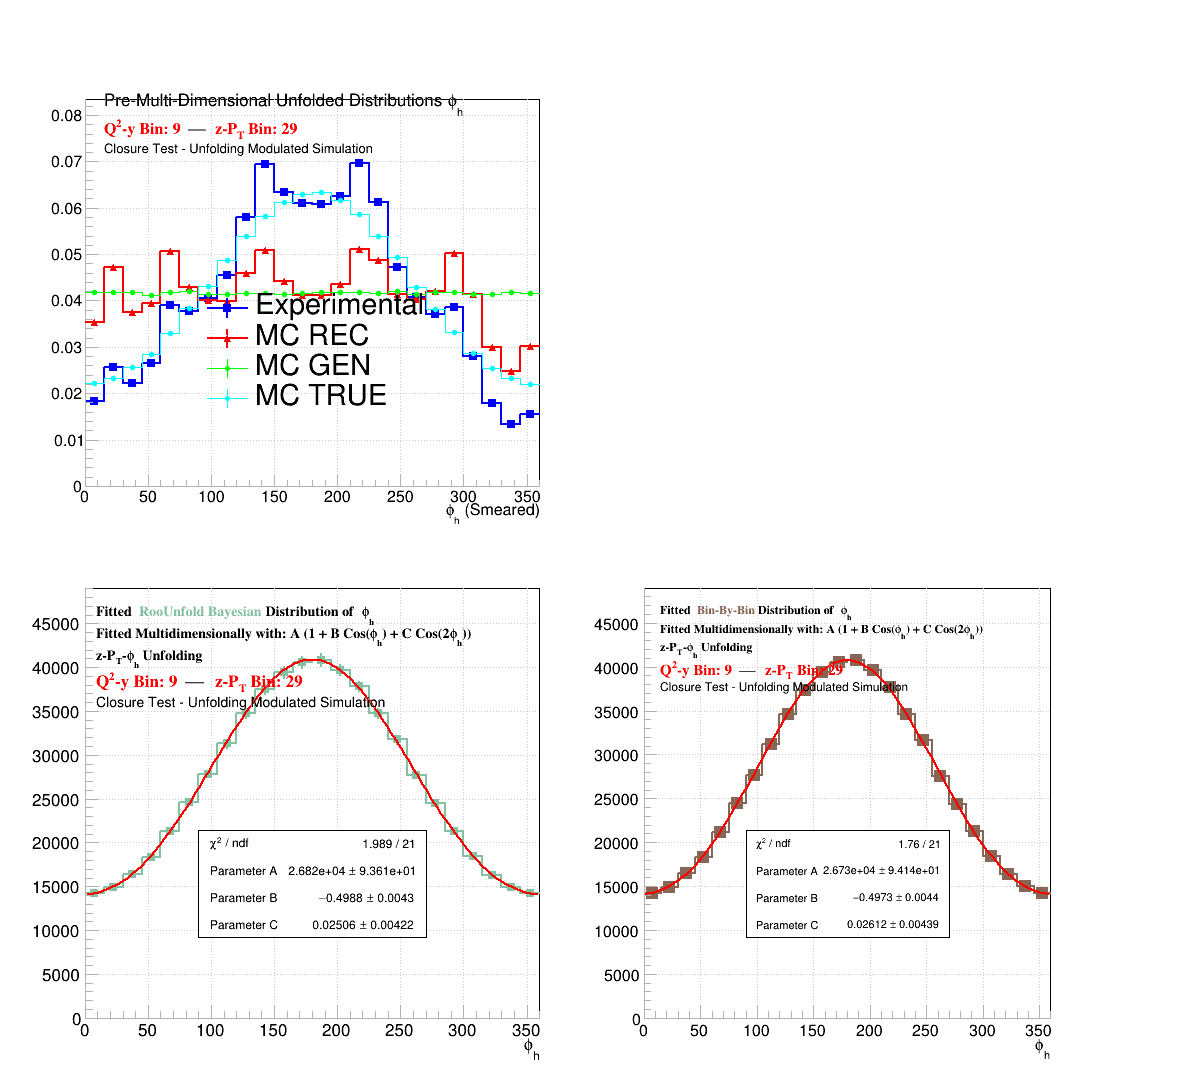 Pre-Multi-Dimensional Unfolded Distributions ϕh
Q²-y Bin: 9 — z-PT Bin: 29
Closure Test - Unfolding Modulated Simulation
0.08
0.07
0.06
0.05
0.04
0.03
0.02
0.01
0
Experimental
MC REC
MC GEN
MC TRUE
0 50 100 150 200 250 300 350
ϕh (Smeared)
Fitted RooUnfold Bayesian Distribution of ϕh
Fitted Multidimensionally with: A (1 + B Cos(ϕh) + C Cos(2ϕh))
z-PT-ϕh Unfolding
Q²-y Bin: 9 — z-PT Bin: 29
Closure Test - Unfolding Modulated Simulation
45000
40000
35000
30000
25000
20000
15000
10000
5000
0
χ² / ndf 1.989 / 21
Parameter A 2.682e+04 ± 9.361e+01
Parameter B −0.4988 ± 0.0043
Parameter C 0.02506 ± 0.00422
0 50 100 150 200 250 300 350
ϕh
Fitted Bin-By-Bin Distribution of ϕh
Fitted Multidimensionally with: A (1 + B Cos(ϕh) + C Cos(2ϕh))
z-PT-ϕh Unfolding
Q²-y Bin: 9 — z-PT Bin: 29
Closure Test - Unfolding Modulated Simulation
45000
40000
35000
30000
25000
20000
15000
10000
5000
0
χ² / ndf 1.76 / 21
Parameter A 2.673e+04 ± 9.414e+01
Parameter B −0.4973 ± 0.0044
Parameter C 0.02612 ± 0.00439
0 50 100 150 200 250 300 350
ϕh